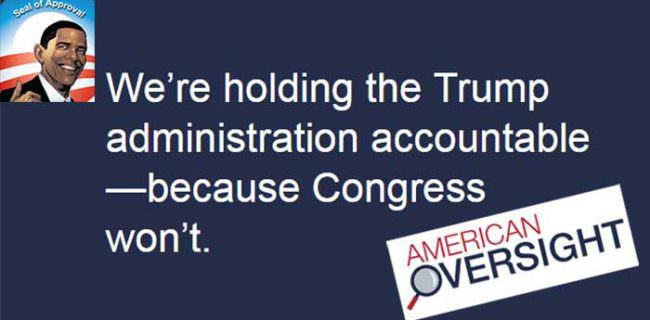 Seal of Approval
We're holding the Trump
administration accountable
—because Congress
won't.
AMERICAN
OVERSIGHT